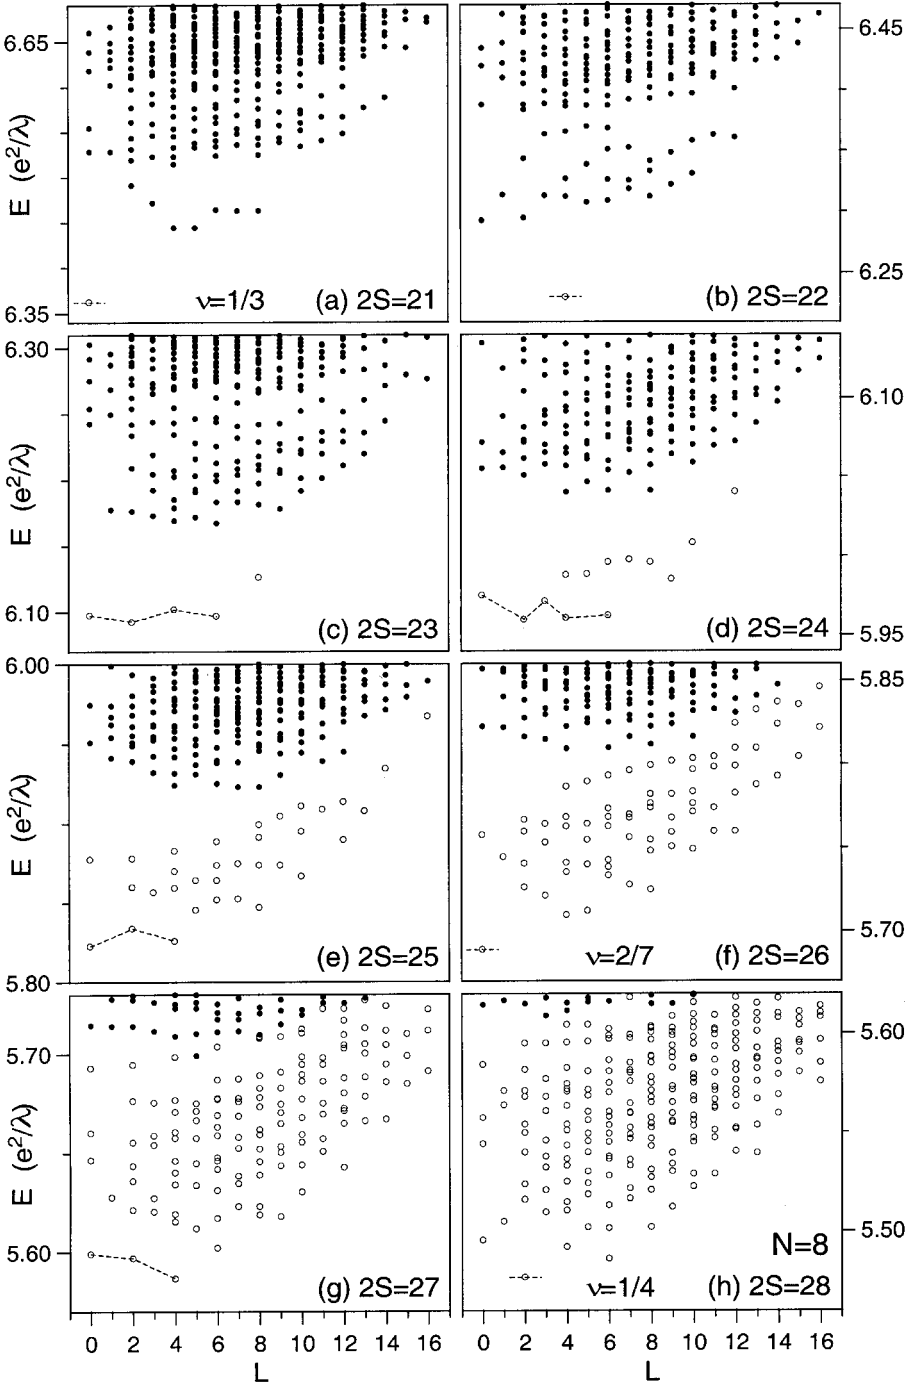 6.65
E (e²/λ)
6.35
ν=1/3
(a) 2S=21
6.45
6.25
(b) 2S=22
6.30
E (e²/λ)
6.10
(c) 2S=23
6.10
5.95
(d) 2S=24
6.00
E (e²/λ)
5.80
(e) 2S=25
5.85
5.70
ν=2/7
(f) 2S=26
5.70
E (e²/λ)
5.60
(g) 2S=27
5.60
5.50
N=8
ν=1/4
(h) 2S=28
0 2 4 6 8 10 12 14 16
L
0 2 4 6 8 10 12 14 16
L